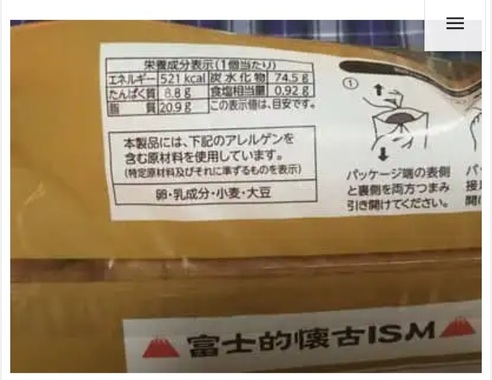 栄養成分表示(1個当たり)
エネルギー 521 kcal 炭水化物 74.5 g
たんぱく質 8.8 g 食塩相当量 0.92 g
脂質 20.9 g この表示値は、目安です。
本製品には、下記のアレルゲンを
含む原材料を使用しています。
(特定原材料及びそれに準ずるものを表示)
卵・乳成分・小麦・大豆
①
パッケージ端の表側
と裏側を両方つまみ
引き開けてください。
富士的懐古ISM